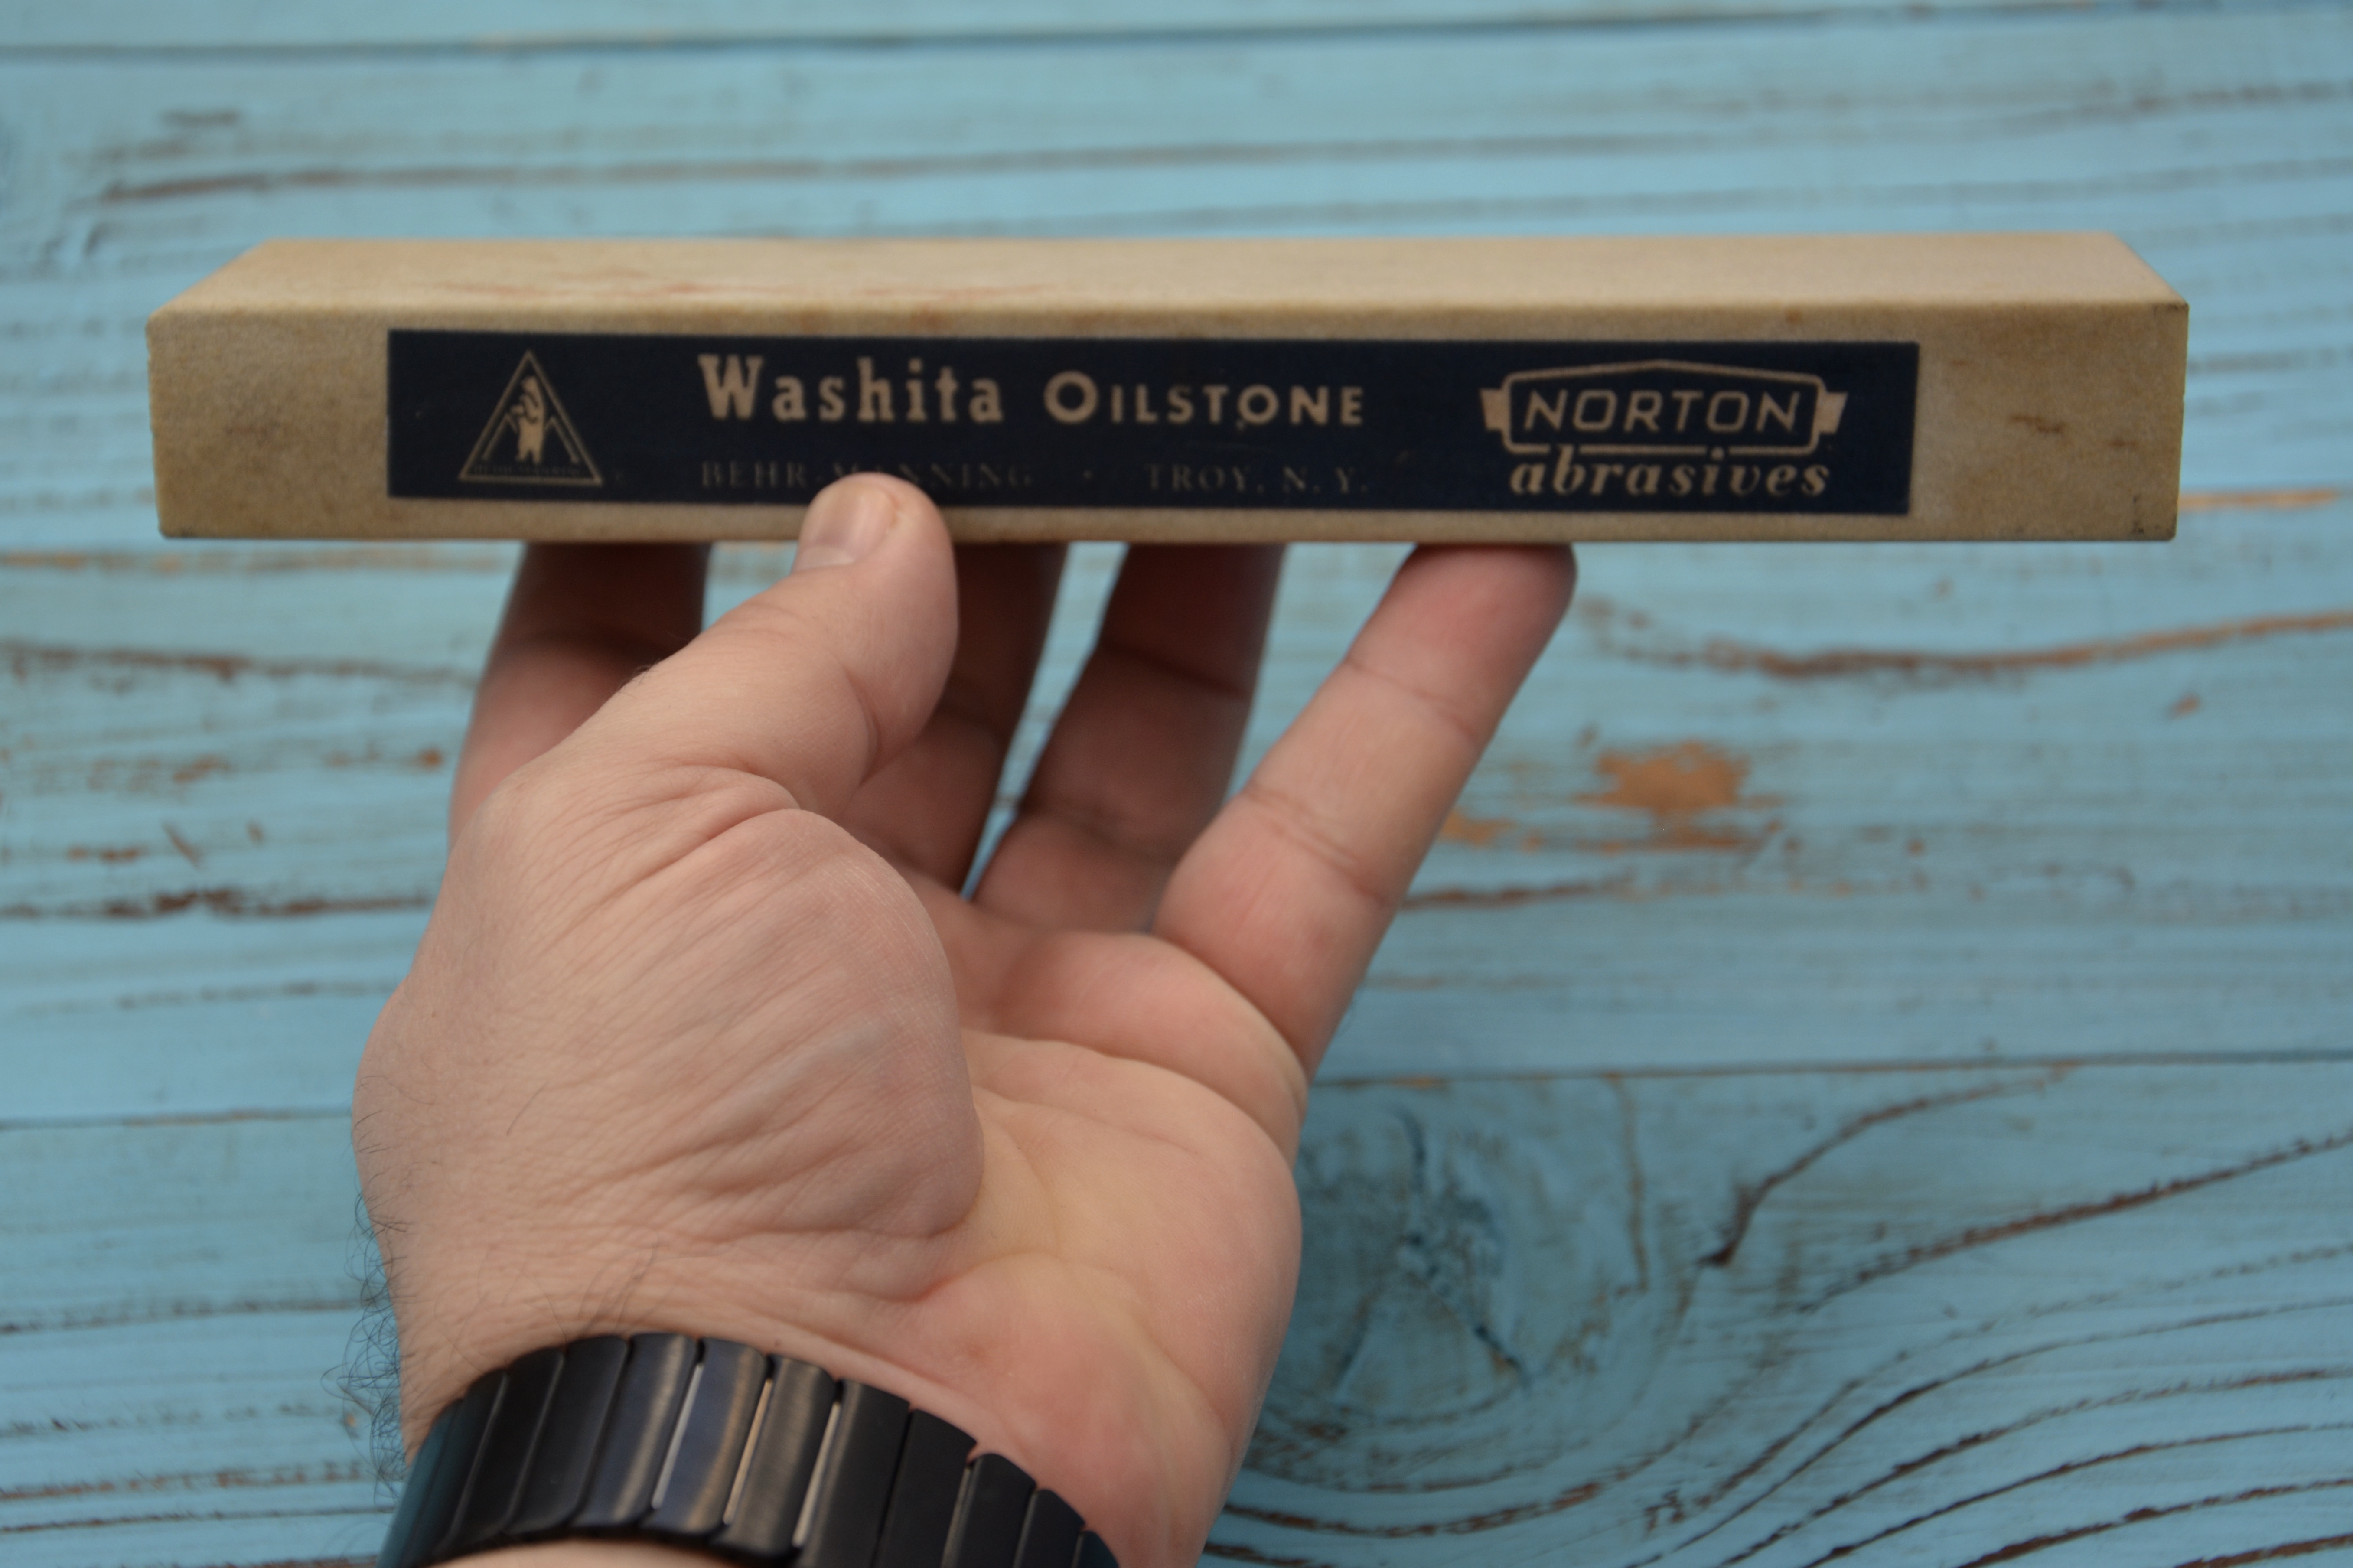 Washita OILSTONE
BEHR-MANNING • TROY, N. Y.
NORTON
abrasives